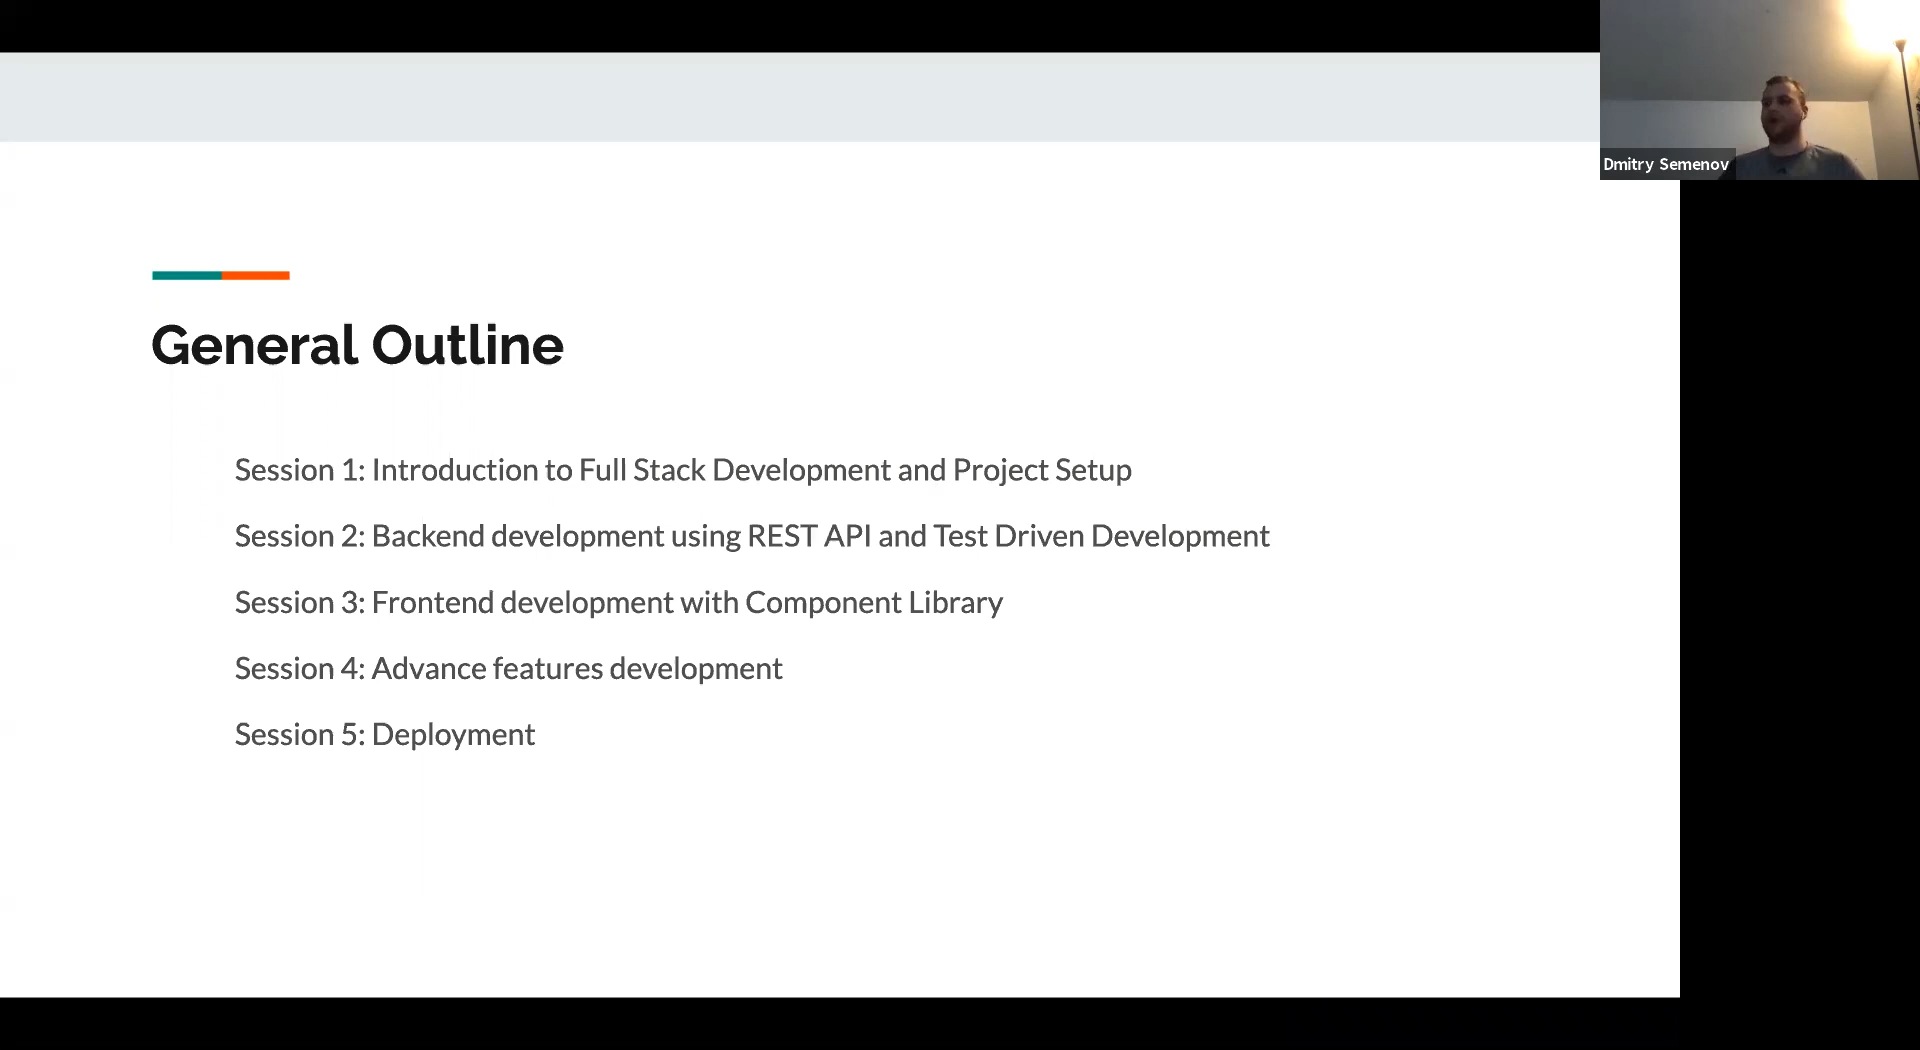 Dmitry Semenov
General Outline
Session 1: Introduction to Full Stack Development and Project Setup
Session 2: Backend development using REST API and Test Driven Development
Session 3: Frontend development with Component Library
Session 4: Advance features development
Session 5: Deployment